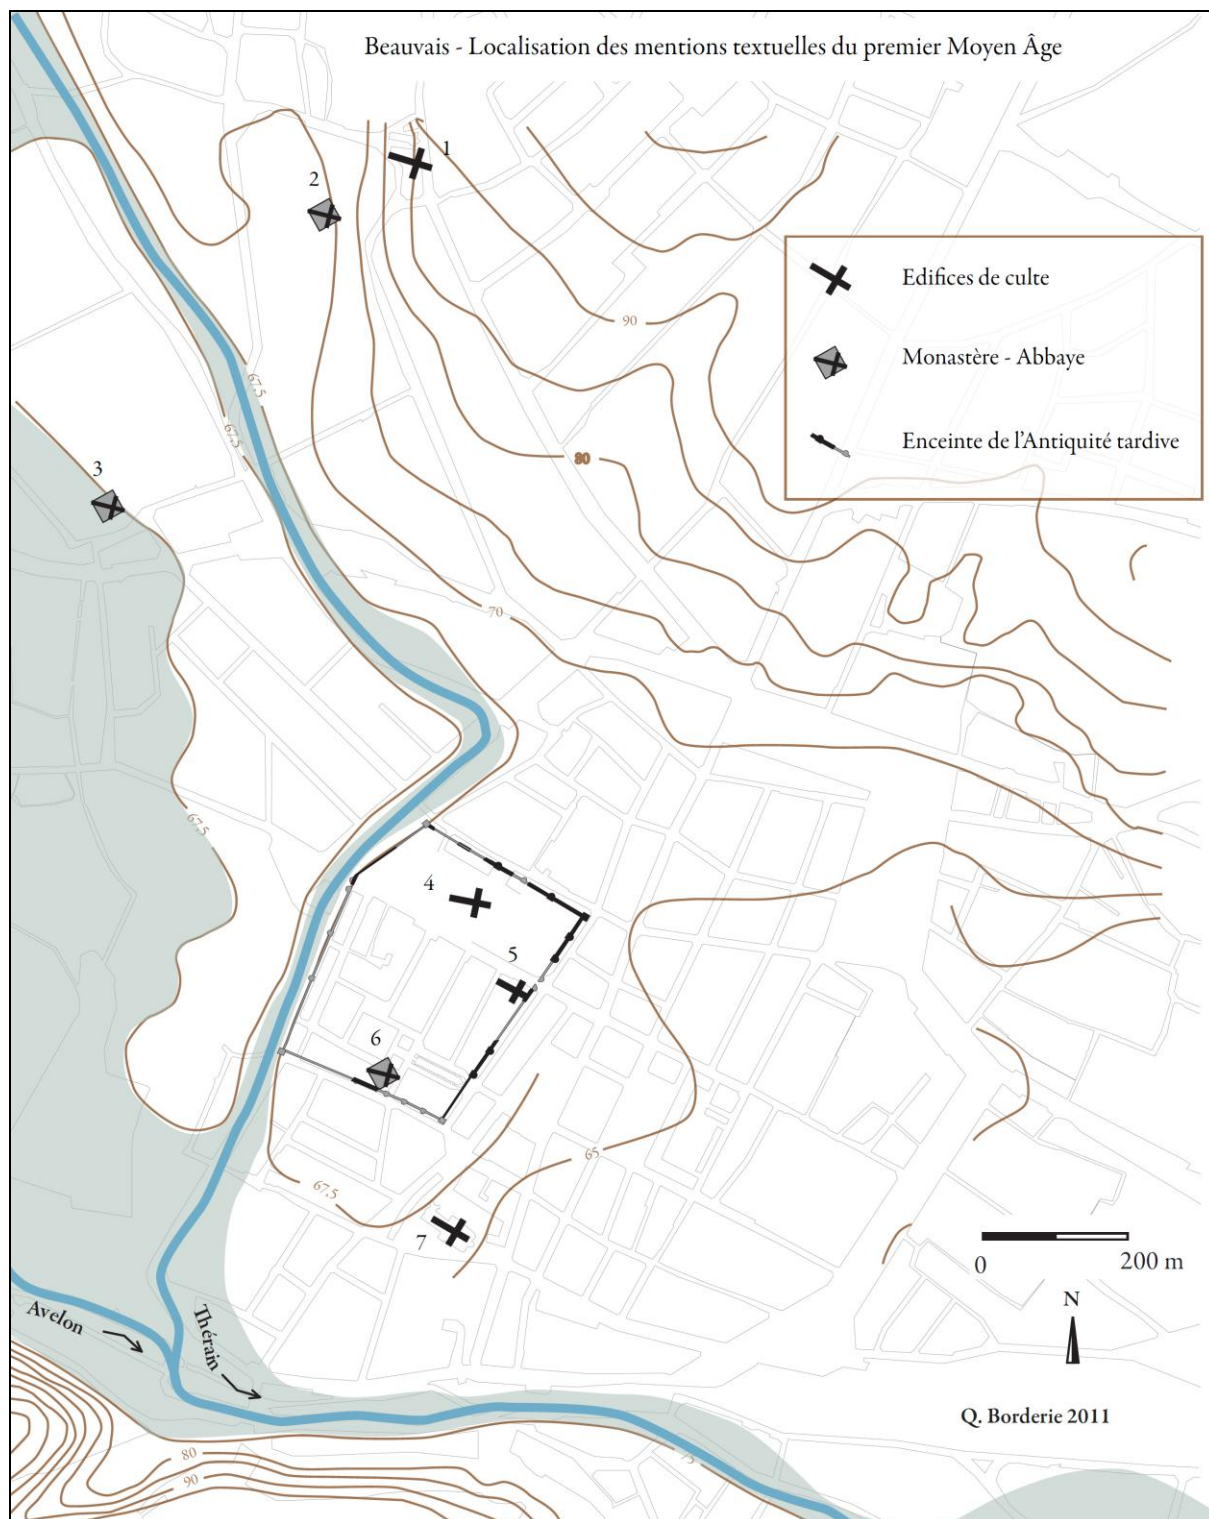 Beauvais - Localisation des mentions textuelles du premier Moyen Âge
1
2
Edifices de culte
90
Monastère - Abbaye
67,5
67,5
Enceinte de l'Antiquité tardive
80
3
70
67,5
4
5
6
65
67,5
7
0
200 m
N
Avelon
Thérain
Q. Borderie 2011
80
90